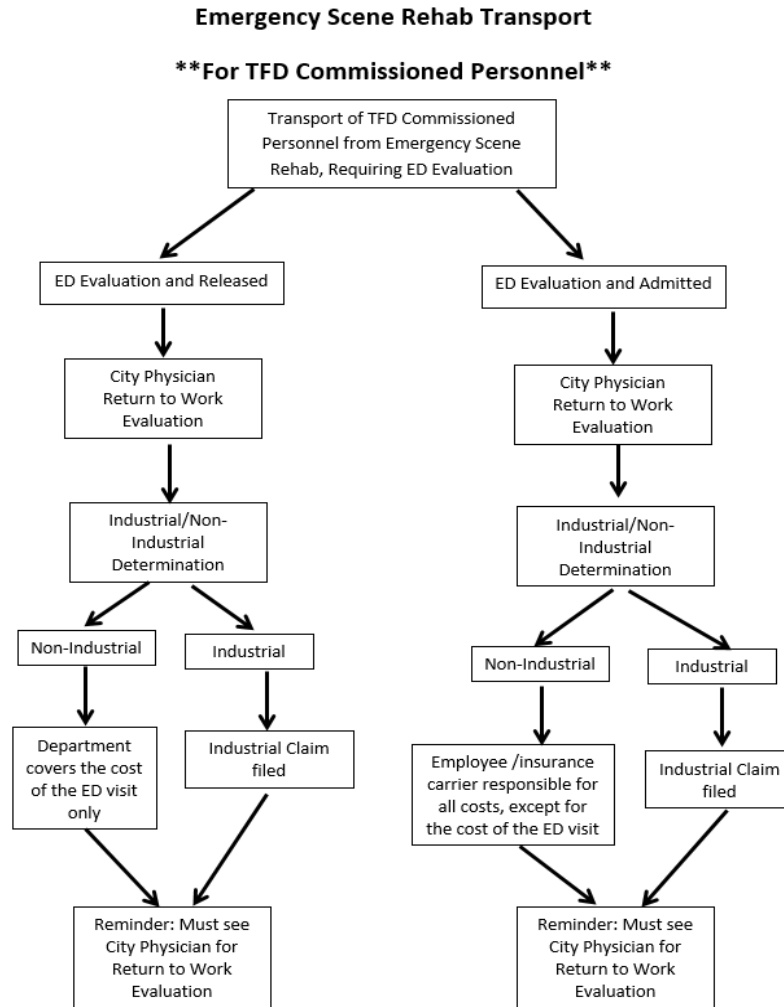 Emergency Scene Rehab Transport
**For TFD Commissioned Personnel**
Transport of TFD Commissioned
Personnel from Emergency Scene
Rehab, Requiring ED Evaluation
ED Evaluation and Released
City Physician
Return to Work
Evaluation
Industrial/Non-
Industrial
Determination
Non-Industrial
Industrial
Department
covers the cost
of the ED visit
only
Industrial Claim
filed
Reminder: Must see
City Physician for
Return to Work
Evaluation
ED Evaluation and Admitted
City Physician
Return to Work
Evaluation
Industrial/Non-
Industrial
Determination
Non-Industrial
Industrial
Employee /insurance
carrier responsible for
all costs, except for
the cost of the ED visit
Industrial Claim
filed
Reminder: Must see
City Physician for
Return to Work
Evaluation